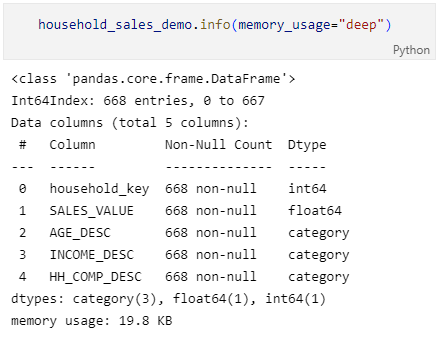 household_sales_demo.info(memory_usage="deep")
Python
<class 'pandas.core.frame.DataFrame'>
Int64Index: 668 entries, 0 to 667
Data columns (total 5 columns):
 #   Column         Non-Null Count  Dtype
---  ------         --------------  -----
 0   household_key  668 non-null    int64
 1   SALES_VALUE    668 non-null    float64
 2   AGE_DESC       668 non-null    category
 3   INCOME_DESC    668 non-null    category
 4   HH_COMP_DESC   668 non-null    category
dtypes: category(3), float64(1), int64(1)
memory usage: 19.8 KB